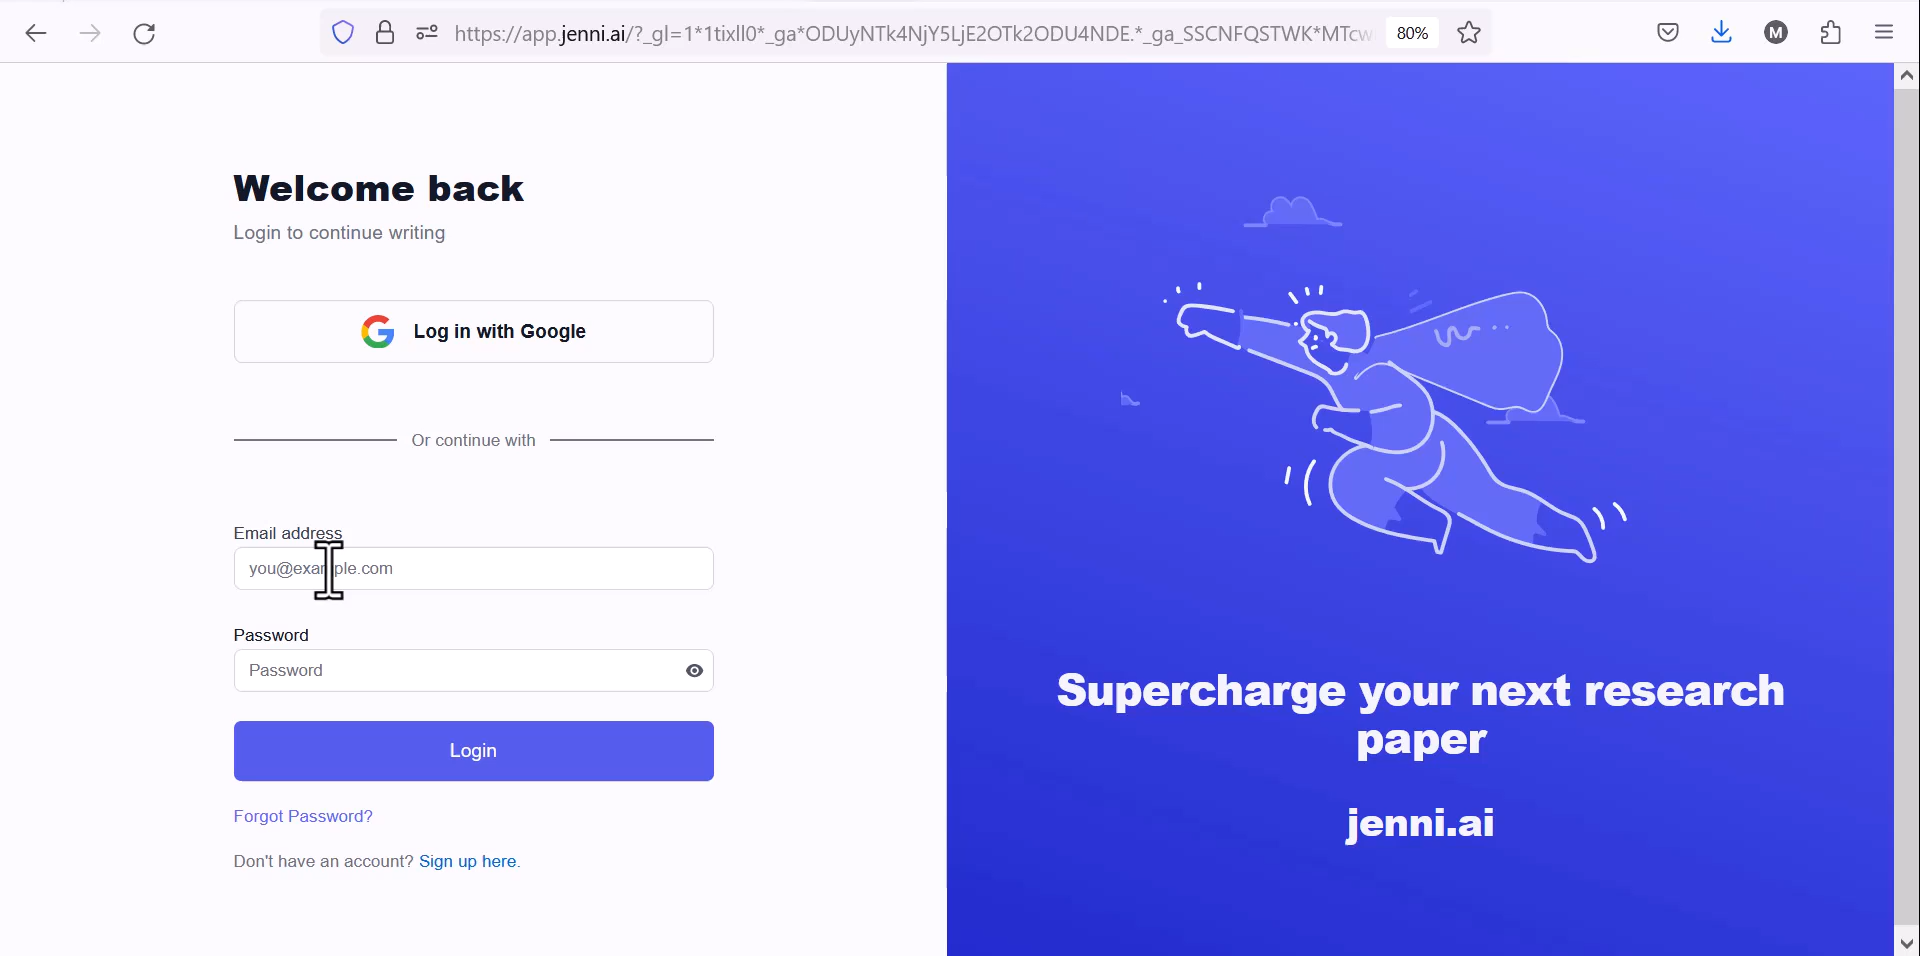 https://app.jenni.ai/?_gl=1*1tixll0*_ga*ODUyNTk4NjY5LjE2OTk2ODU4NDE.*_ga_SSCNFQSTWK*MTcw
80%
M
Welcome back
Login to continue writing
Log in with Google
Or continue with
Email address
you@example.com
Password
Password
Login
Forgot Password?
Don't have an account? Sign up here.
Supercharge your next research
paper
jenni.ai